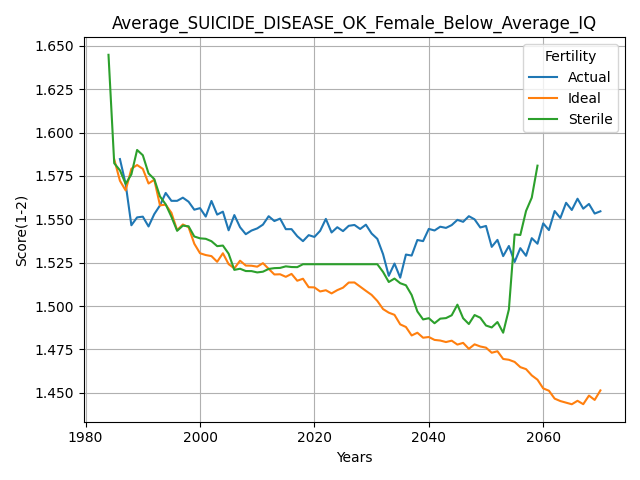 Average_SUICIDE_DISEASE_OK_Female_Below_Average_IQ
Fertility
Actual
Ideal
Sterile
Score(1-2)
1.650
1.625
1.600
1.575
1.550
1.525
1.500
1.475
1.450
1980 2000 2020 2040 2060
Years